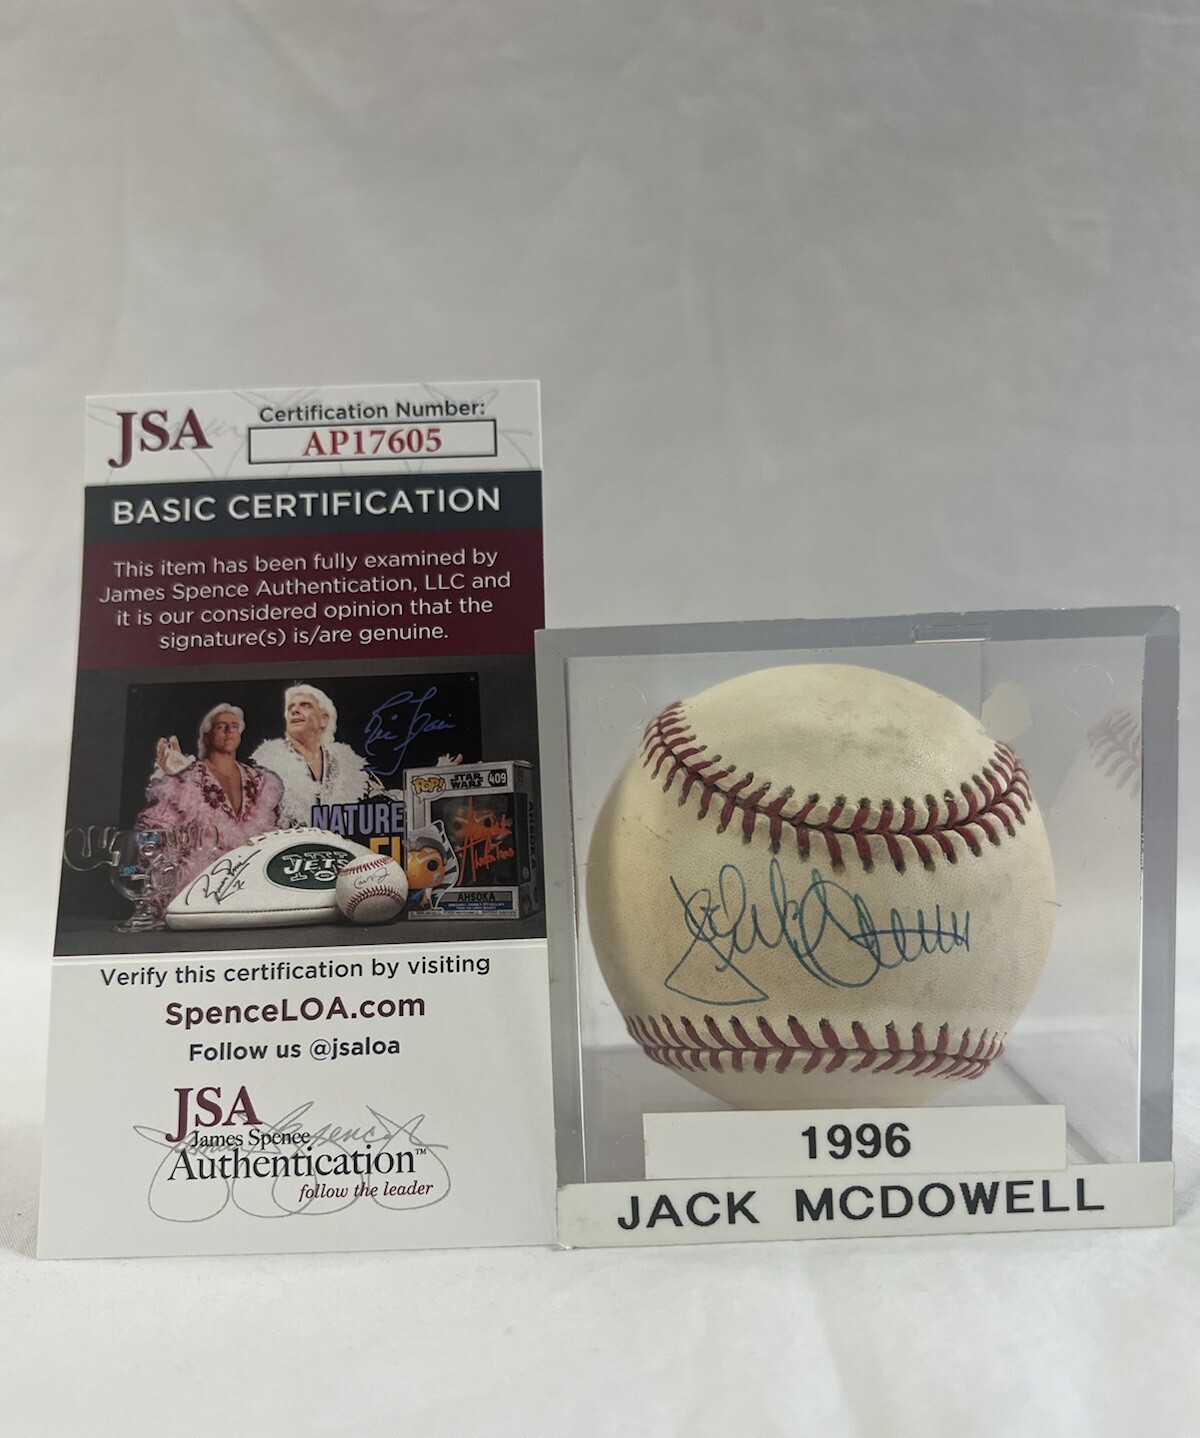 JSA
Certification Number:
AP17605
BASIC CERTIFICATION
This item has been fully examined by
James Spence Authentication, LLC and
it is our considered opinion that the
signature(s) is/are genuine.
NATURE
POP!
STAR
WARS
409
JETS
AHSOKA
Verify this certification by visiting
SpenceLOA.com
Follow us @jsaloa
JSA
James Spence
Authentication™
follow the leader
1996
JACK MCDOWELL